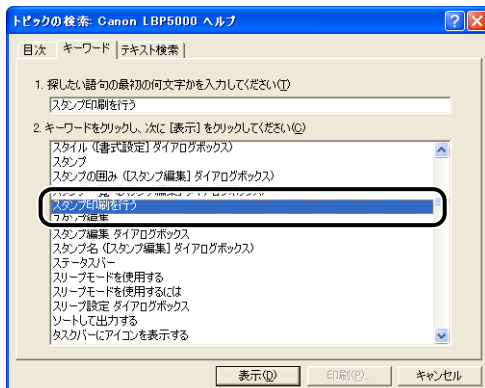 トピックの検索: Canon LBP5000 ヘルプ
目次 キーワード テキスト検索
1. 探したい語句の最初の何文字かを入力してください(T)
スタンプ印刷を行う
2. キーワードをクリックし、次に [表示] をクリックしてください(C)
スタイル ([書式設定] ダイアログボックス)
スタンプ
スタンプの囲み ([スタンプ編集] ダイアログボックス)
スタンプ印刷を行う
スタンプ編集
スタンプ編集 ダイアログボックス
スタンプ名 ([スタンプ編集] ダイアログボックス)
ステータスバー
スリープモードを使用する
スリープモードを使用するには
スリープ設定 ダイアログボックス
ソートして出力する
タスクバーにアイコンを表示する
表示(D) 印刷(P)... キャンセル